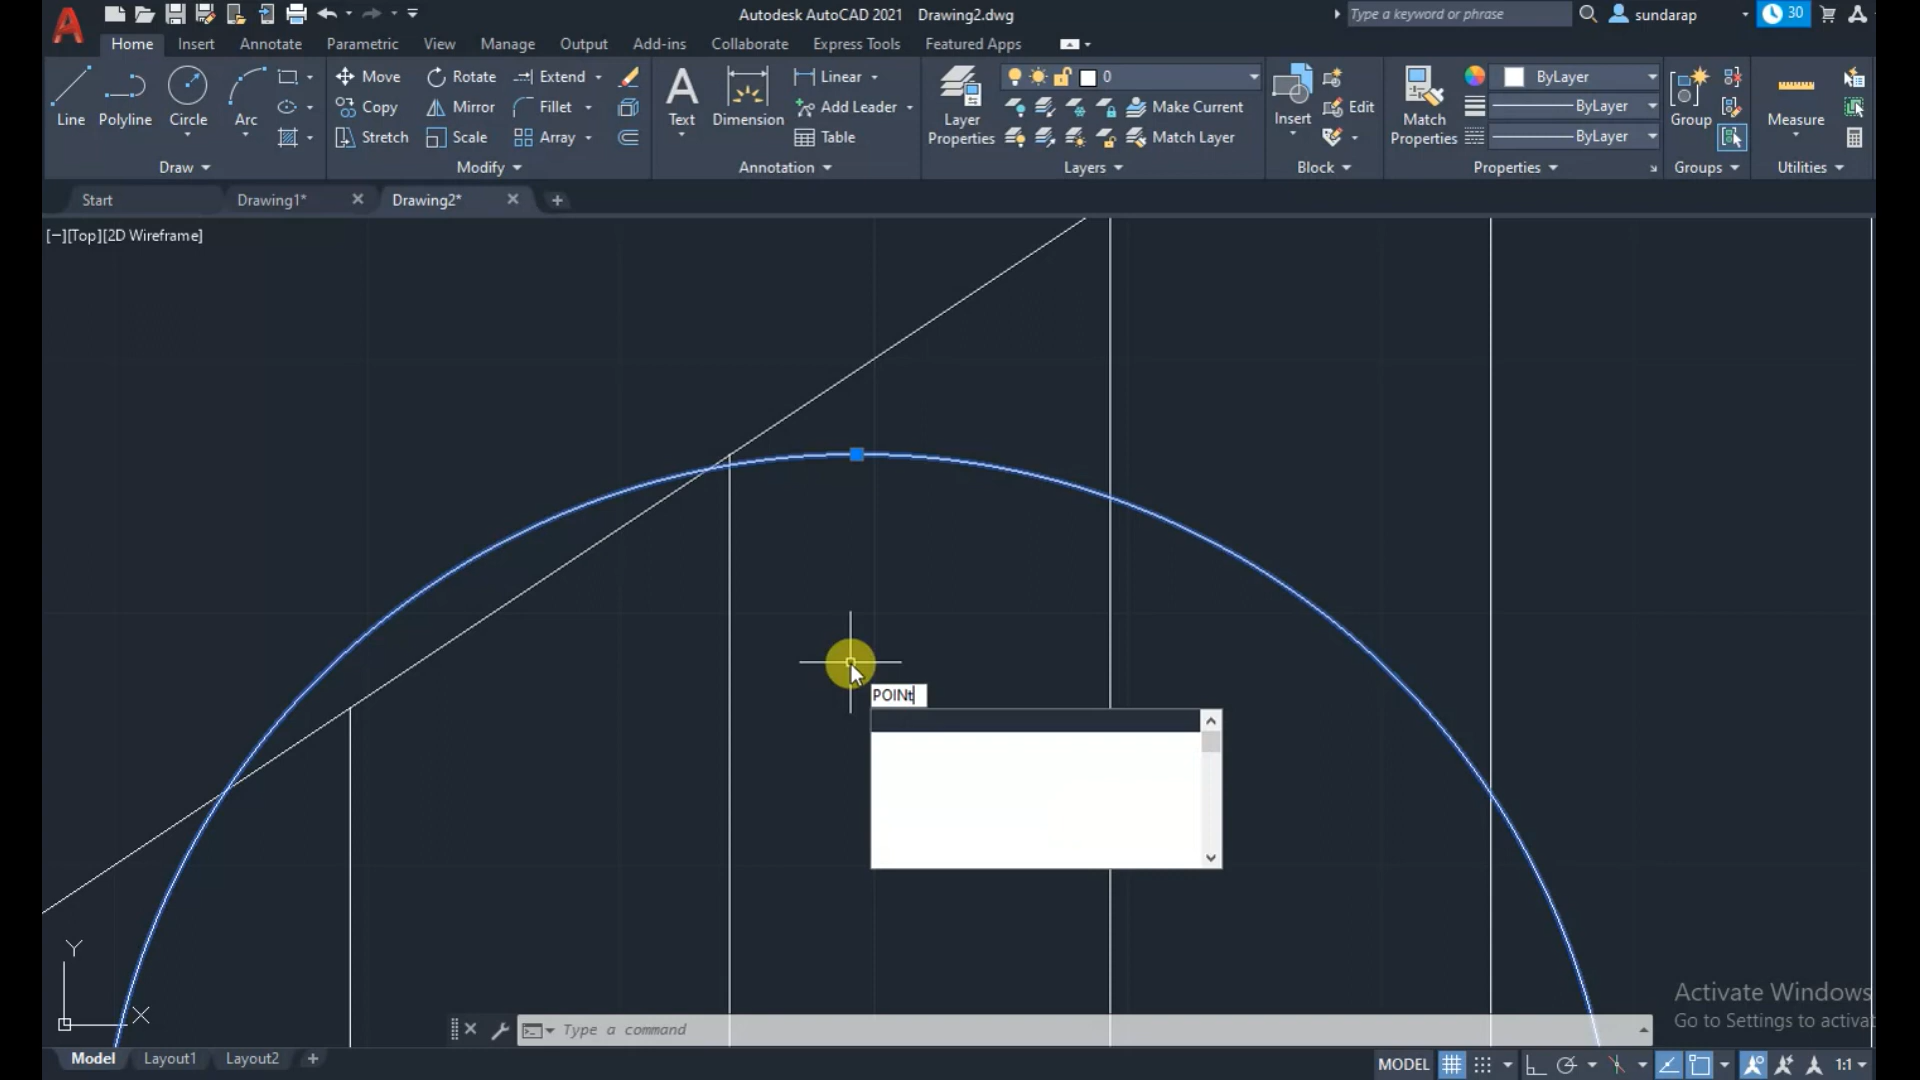 Autodesk AutoCAD 2021 Drawing2.dwg
Type a keyword or phrase
sundarap
30
Home Insert Annotate Parametric View Manage Output Add-ins Collaborate Express Tools Featured Apps
Line Polyline Circle Arc
Draw
Move Rotate Extend
Copy Mirror Fillet
Stretch Scale Array
Modify
Text Dimension
Linear
Add Leader
Table
Annotation
Layer Properties
0
Make Current
Match Layer
Layers
Insert
Edit
Block
Match Properties
ByLayer
ByLayer
ByLayer
Properties
Group
Groups
Measure
Utilities
Start Drawing1* Drawing2*
[−][Top][2D Wireframe]
POINt
Y
X
Type a command
Activate Windows
Go to Settings to activat
Model Layout1 Layout2
MODEL 1:1